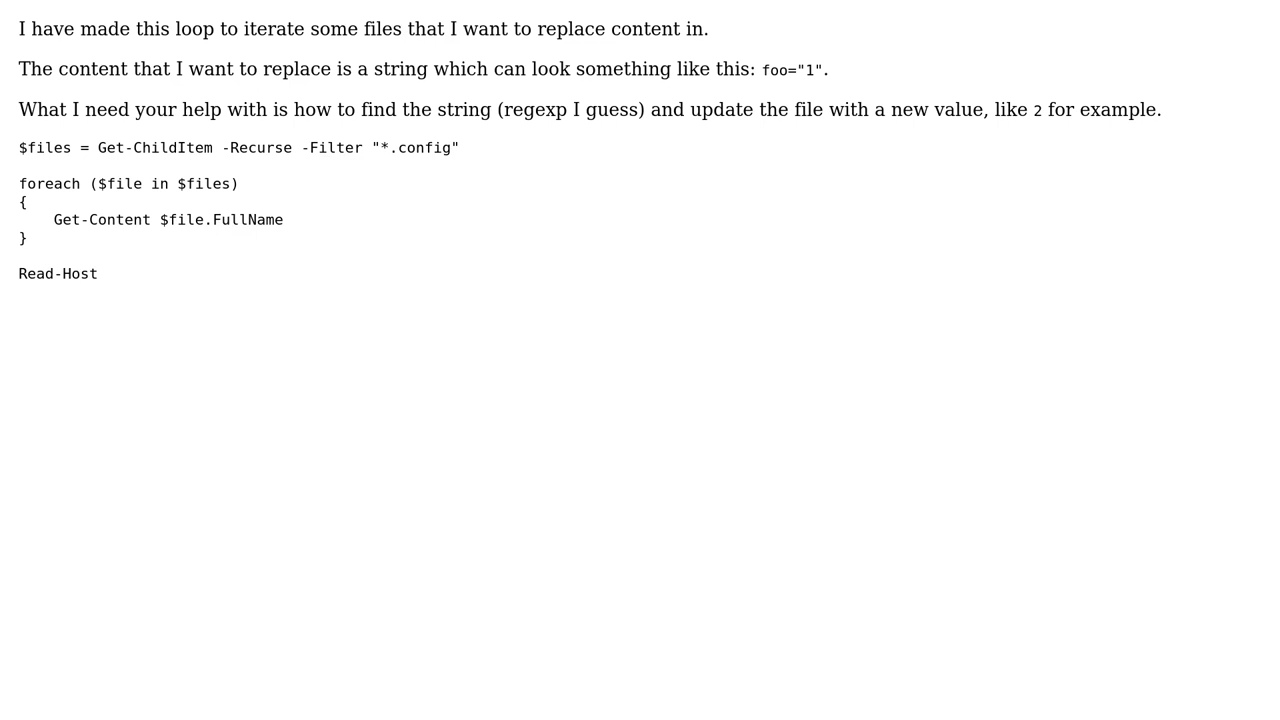 I have made this loop to iterate some files that I want to replace content in.
The content that I want to replace is a string which can look something like this: foo="1".
What I need your help with is how to find the string (regexp I guess) and update the file with a new value, like 2 for example.
$files = Get-ChildItem -Recurse -Filter "*.config"
foreach ($file in $files)
{
    Get-Content $file.FullName
}
Read-Host